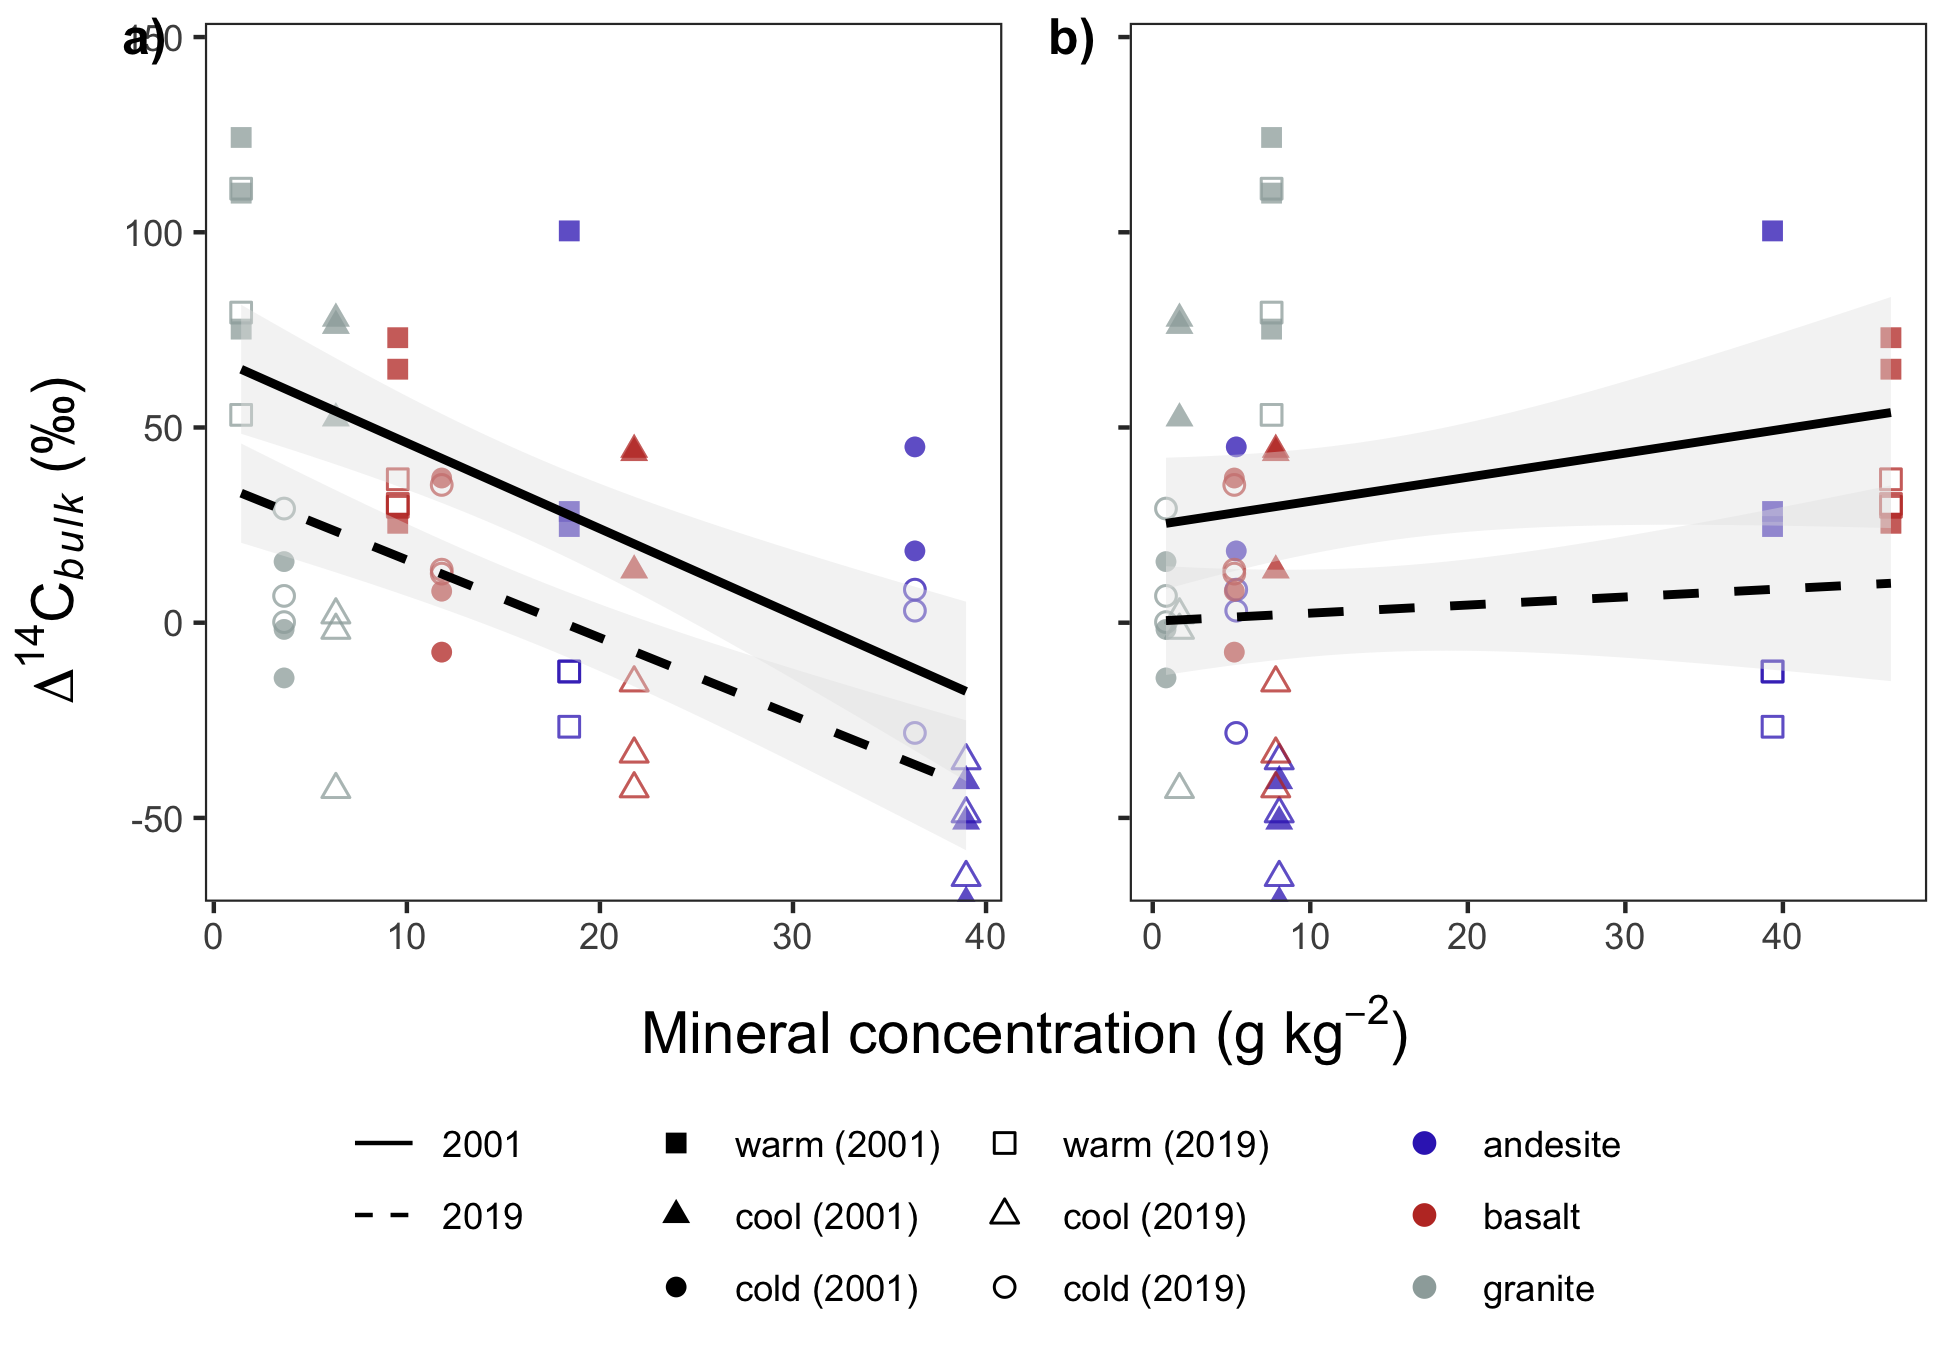 a) b)
150
100
50
0
-50
Δ¹⁴C_bulk (‰)
0 10 20 30 40 0 10 20 30 40
Mineral concentration (g kg⁻²)
2001 warm (2001) warm (2019) andesite
2019 cool (2001) cool (2019) basalt
cold (2001) cold (2019) granite